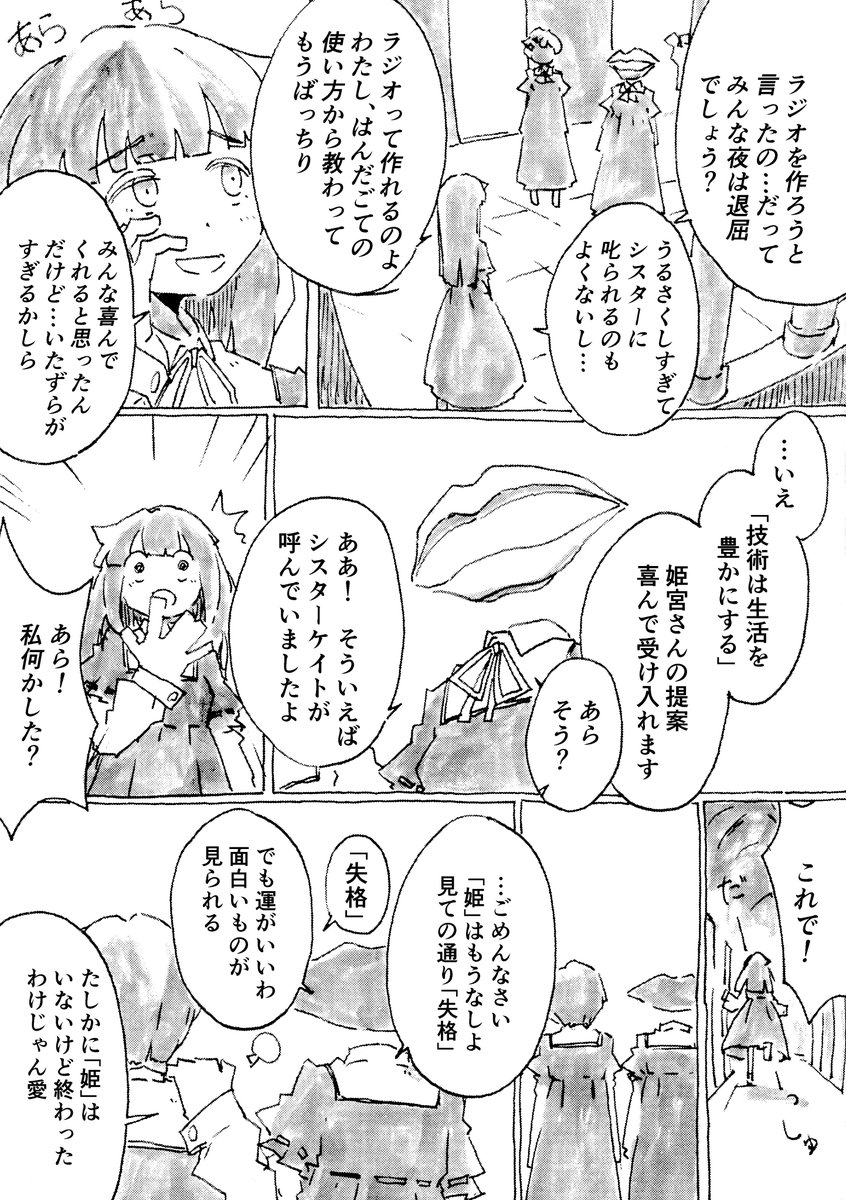 ラジオを作ろうと
言ったの…だって
みんな夜は退屈
でしょう？
うるさくしすぎて
シスターに
叱られるのも
よくないし…
ラジオって作れるのよ
わたし、はんだごての
使い方から教わって
もうばっちり
あら
あら
みんな喜んで
くれると思ったん
だけど…いたずらが
すぎるかしら
…いえ
「技術は生活を
豊かにする」
姫宮さんの提案
喜んで受け入れます
あら
そう？
ああ！　そういえば
シスターケイトが
呼んでいましたよ
あら！
私何かした？
これで！
だ
っ
しゅ
…ごめんなさい
「姫」はもうなしよ
見ての通り「失格」
「失格」
でも運がいいわ
面白いものが
見られる
たしかに「姫」は
いないけど終わった
わけじゃん愛